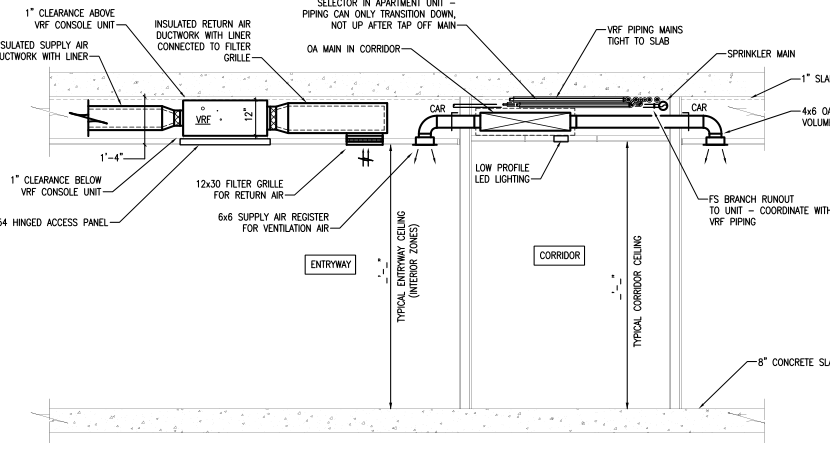 SELECTOR IN APARTMENT UNIT –
PIPING CAN ONLY TRANSITION DOWN,
NOT UP AFTER TAP OFF MAIN
1" CLEARANCE ABOVE
VRF CONSOLE UNIT
INSULATED RETURN AIR
DUCTWORK WITH LINER
CONNECTED TO FILTER
GRILLE
OA MAIN IN CORRIDOR
VRF PIPING MAINS
TIGHT TO SLAB
SPRINKLER MAIN
SULATED SUPPLY AIR
UCTWORK WITH LINER
1" SLA
CAR
CAR
4x6 OA
VOLUM
VRF
12"
1'-4"
1" CLEARANCE BELOW
VRF CONSOLE UNIT
12x30 FILTER GRILLE
FOR RETURN AIR
LOW PROFILE
LED LIGHTING
64 HINGED ACCESS PANEL
6x6 SUPPLY AIR REGISTER
FOR VENTILATION AIR
FS BRANCH RUNOUT
TO UNIT – COORDINATE WITH
VRF PIPING
ENTRYWAY
CORRIDOR
_'-_"
TYPICAL ENTRYWAY CEILING
(INTERIOR ZONES)
_'-_"
TYPICAL CORRIDOR CEILING
8" CONCRETE SLA